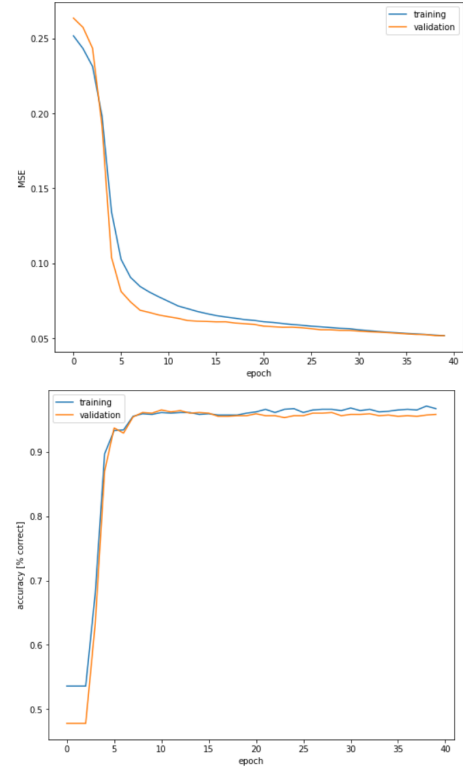 training
validation
0.25
0.20
0.15
0.10
0.05
MSE
0 5 10 15 20 25 30 35 40
epoch
training
validation
0.9
0.8
0.7
0.6
0.5
accuracy [% correct]
0 5 10 15 20 25 30 35 40
epoch